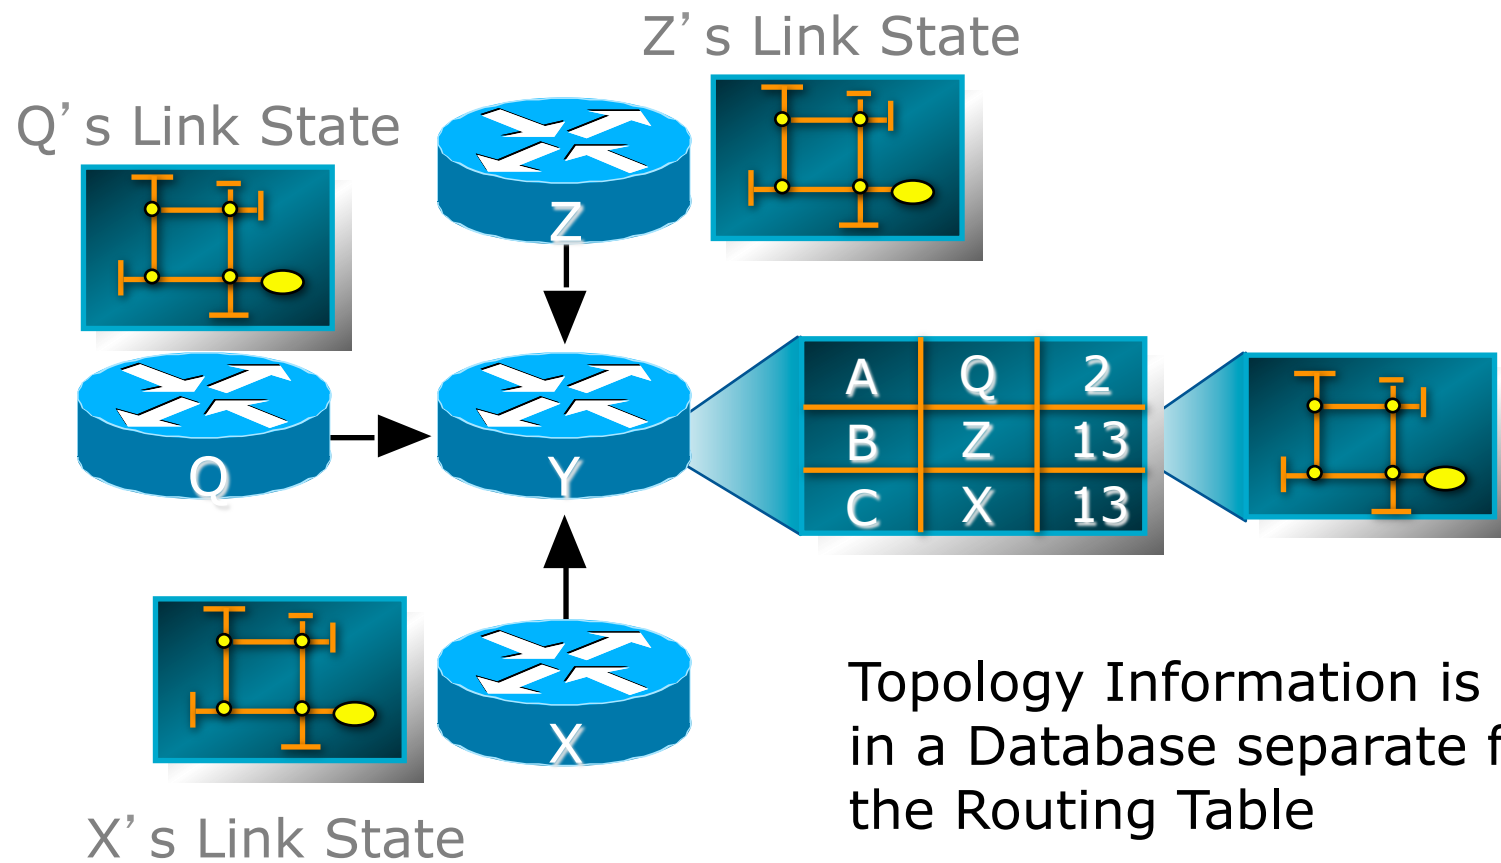 Z's Link State
Q's Link State
Z
A Q 2
B Z 13
C X 13
Q
Y
X
Topology Information is
in a Database separate
the Routing Table
X's Link State